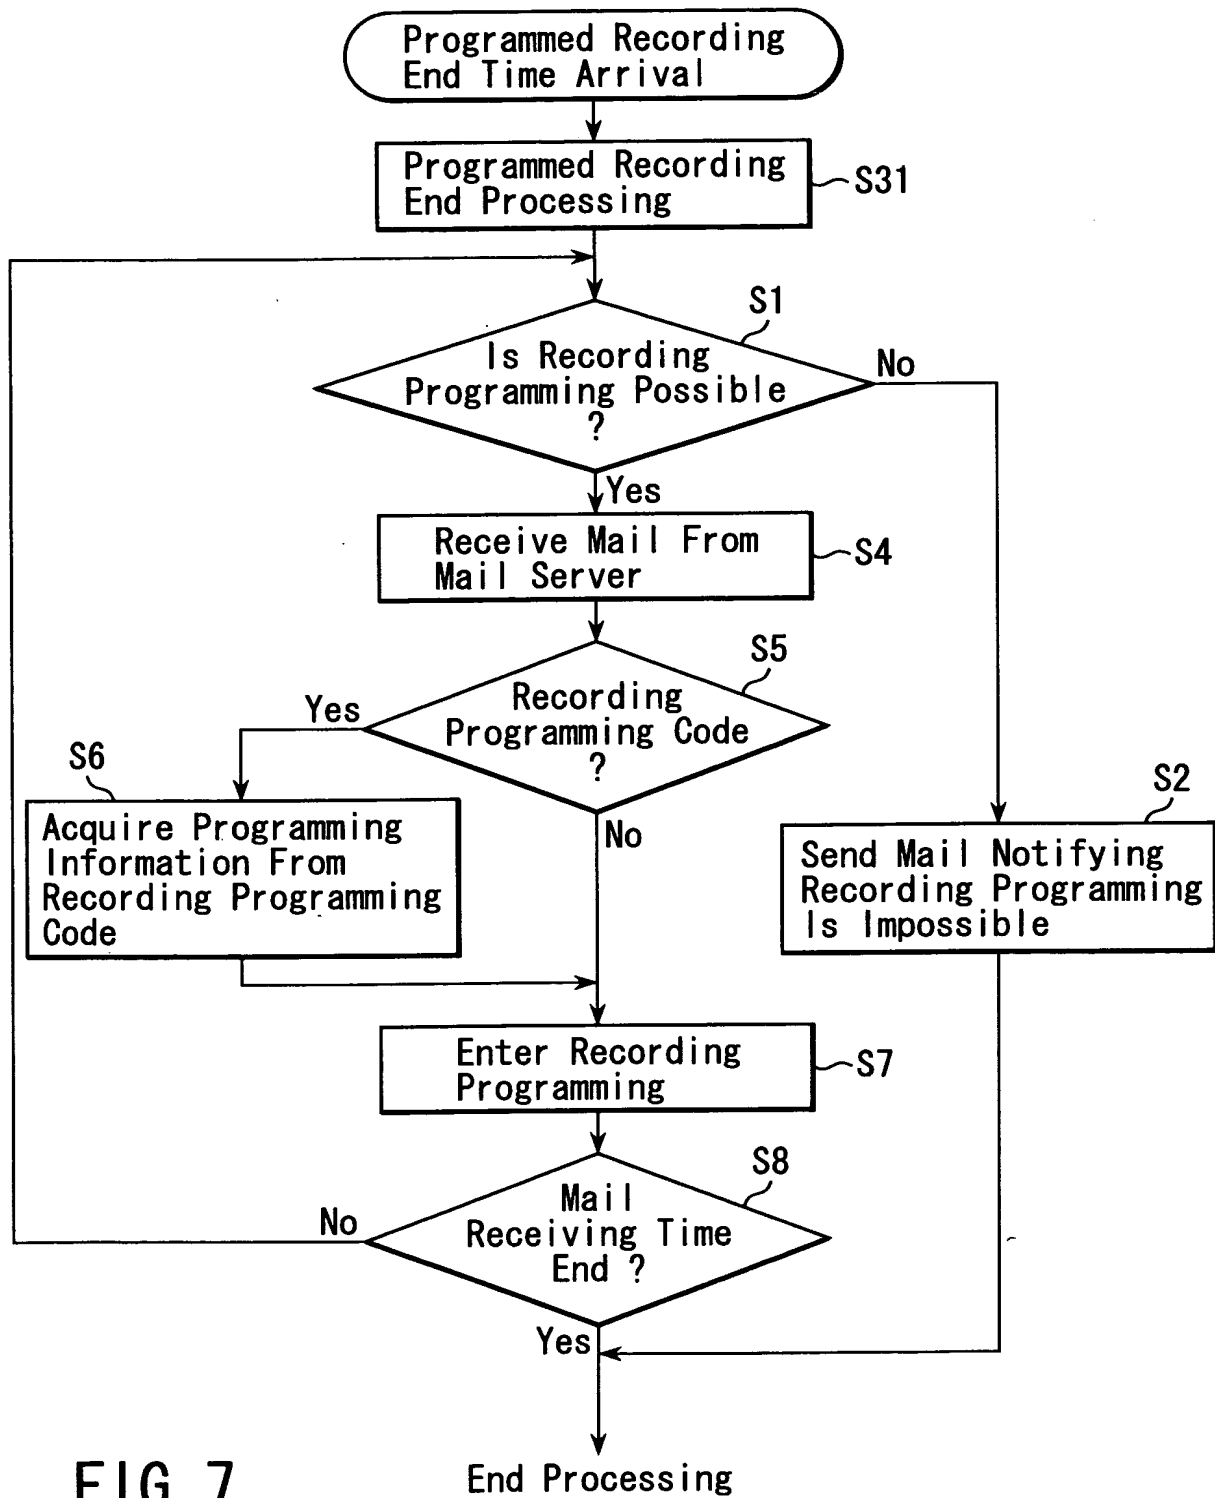 Programmed Recording
End Time Arrival
Programmed Recording
End Processing
S31
S1
Is Recording
Programming Possible
?
No
Yes
Receive Mail From
Mail Server
S4
S5
Recording
Programming Code
?
Yes
No
S6
Acquire Programming
Information From
Recording Programming
Code
S2
Send Mail Notifying
Recording Programming
Is Impossible
Enter Recording
Programming
S7
S8
Mail
Receiving Time
End ?
No
Yes
End Processing
FIG. 7